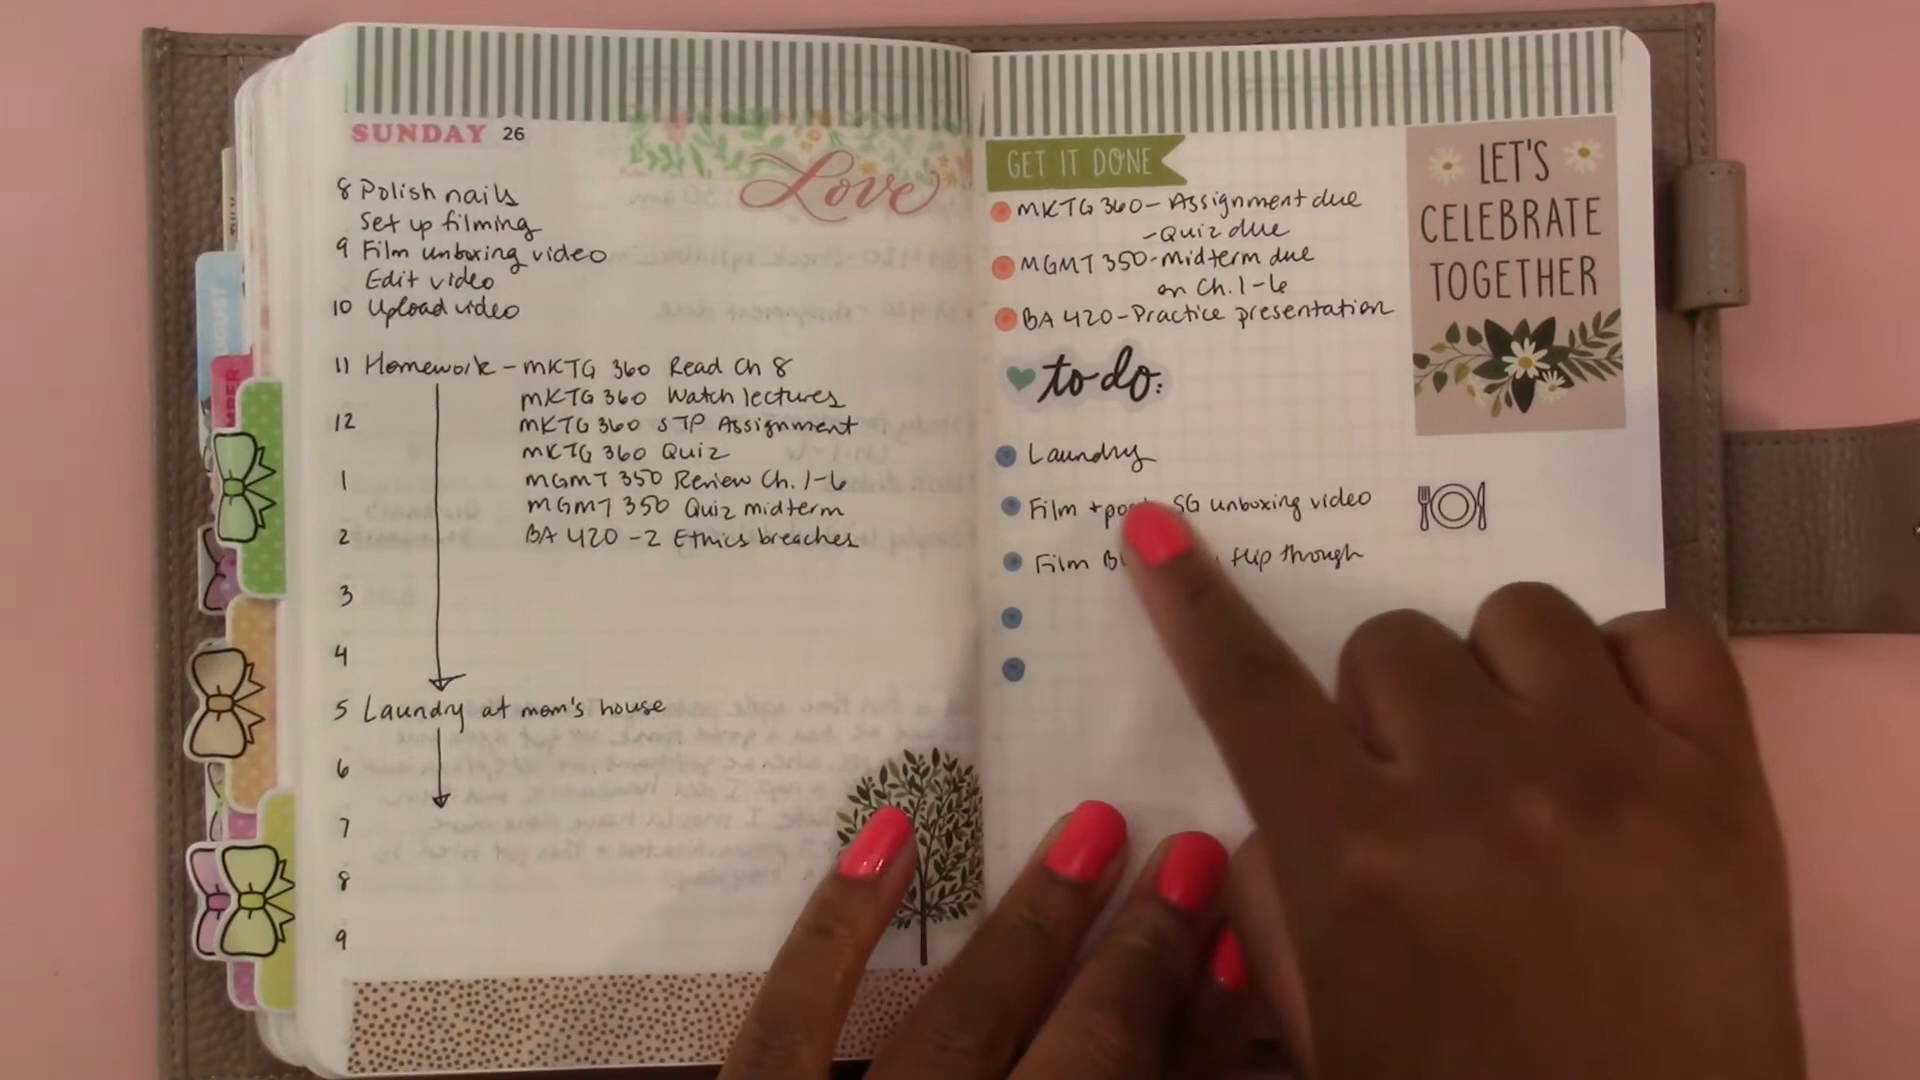 SUNDAY 26
Love
8 Polish nails
Set up filming
9 Film unboxing video
Edit video
10 Upload video
11 Homework - MKTG 360 Read Ch 8
MKTG 360 Watch lectures
12 MKTG 360 STP Assignment
MKTG 360 Quiz
1 MGMT 350 Review Ch. 1-6
MGMT 350 Quiz midterm
2 BA 420 - 2 Ethics breaches
3
4
5 Laundry at mom's house
6
7
8
9
GET IT DONE
MKTG 360 - Assignment due
- Quiz due
MGMT 350 - Midterm due
on Ch. 1-6
BA 420 - Practice presentation
to do:
Laundry
Film + SG unboxing video
Film flip through
LET'S
CELEBRATE
TOGETHER